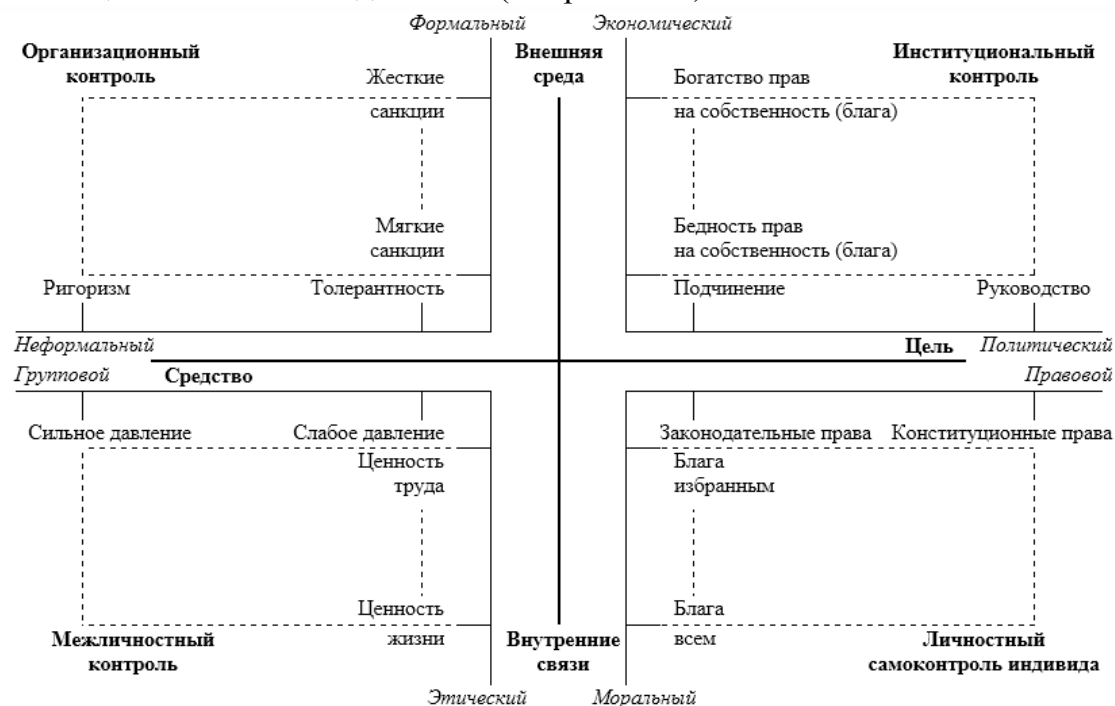 Формальный Экономический
Организационный контроль
Жесткие санкции
Мягкие санкции
Ригоризм Толерантность
Неформальный
Внешняя среда
Институциональный контроль
Богатство прав
на собственность (блага)
Бедность прав
на собственность (блага)
Подчинение Руководство
Цель Политический
Групповой Средство
Сильное давление Слабое давление
Ценность труда
Ценность жизни
Межличностный контроль
Этический
Внутренние связи
Правовой
Законодательные права Конституционные права
Блага избранным
Блага всем
Личностный самоконтроль индивида
Моральный